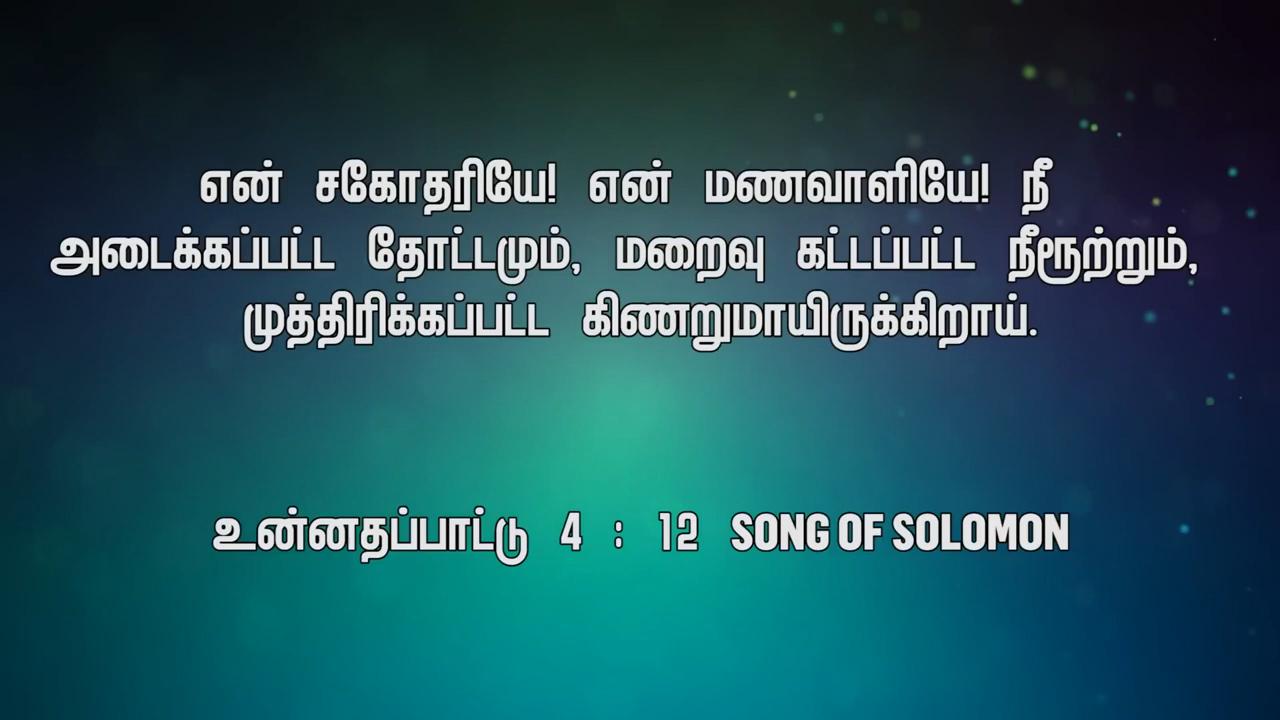 என் சகோதரியே! என் மணவாளியே! நீ
அடைக்கப்பட்ட தோட்டமும், மறைவு கட்டப்பட்ட நீரூற்றும்,
முத்திரிக்கப்பட்ட கிணறுமாயிருக்கிறாய்.
உன்னதப்பாட்டு 4 : 12 SONG OF SOLOMON